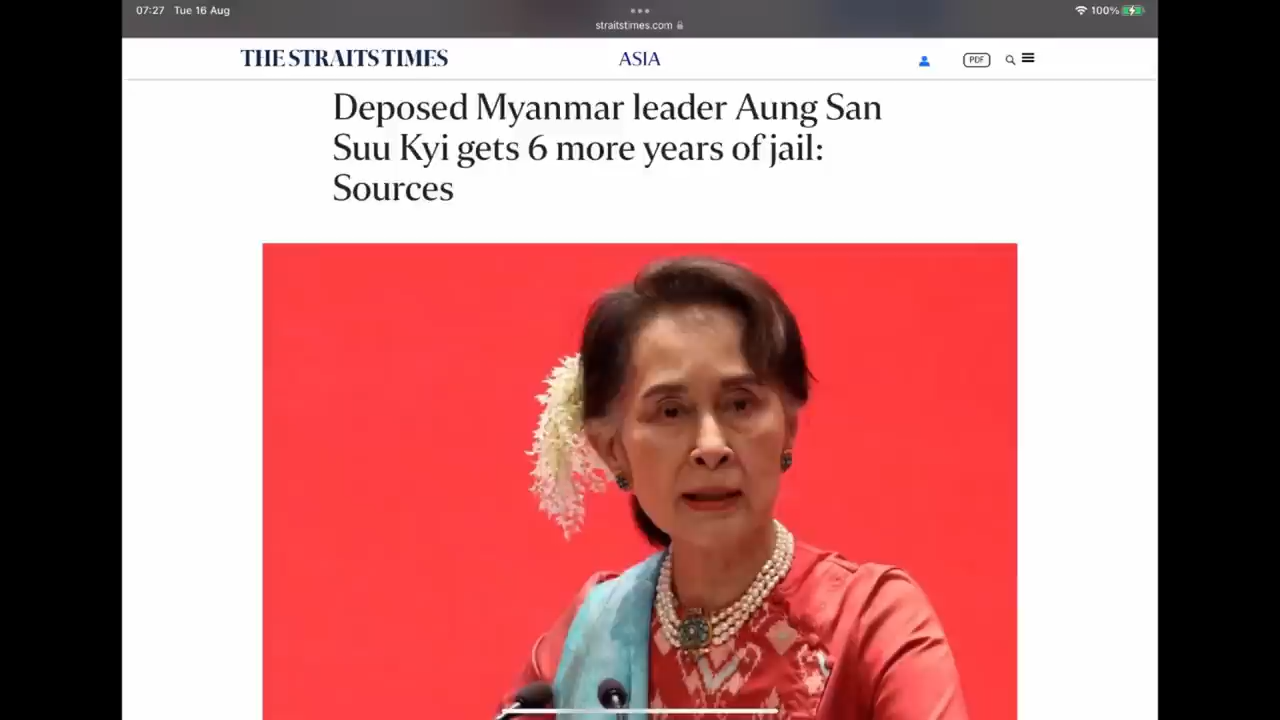 07:27 Tue 16 Aug
100%
straitstimes.com
THE STRAITS TIMES
ASIA
PDF
Deposed Myanmar leader Aung San
Suu Kyi gets 6 more years of jail:
Sources